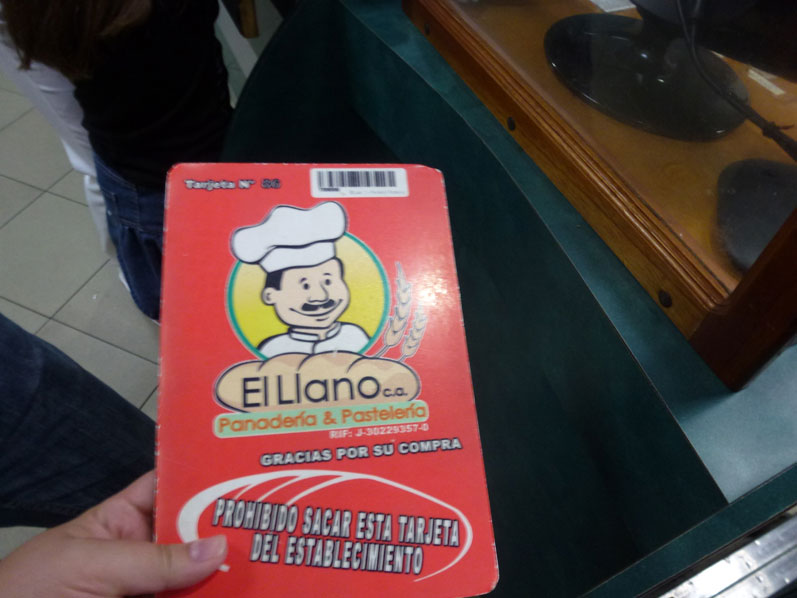 Tarjeta N°
El Llano c.a.
Panadería & Pastelería
RIF: J-30229357-0
GRACIAS POR SU COMPRA
PROHIBIDO SACAR ESTA TARJETA
DEL ESTABLECIMIENTO